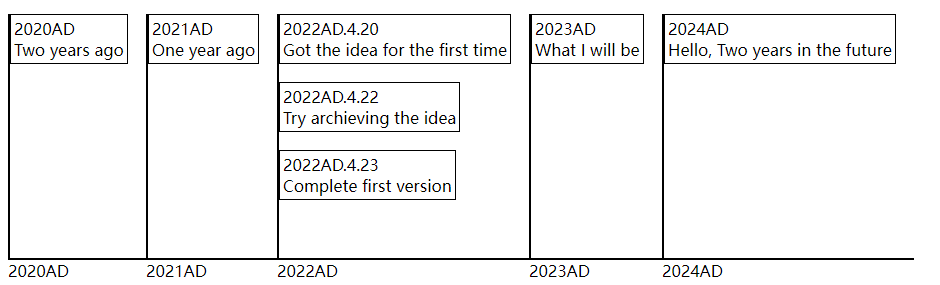 2020AD
Two years ago
2021AD
One year ago
2022AD.4.20
Got the idea for the first time
2022AD.4.22
Try archieving the idea
2022AD.4.23
Complete first version
2023AD
What I will be
2024AD
Hello, Two years in the future
2020AD
2021AD
2022AD
2023AD
2024AD